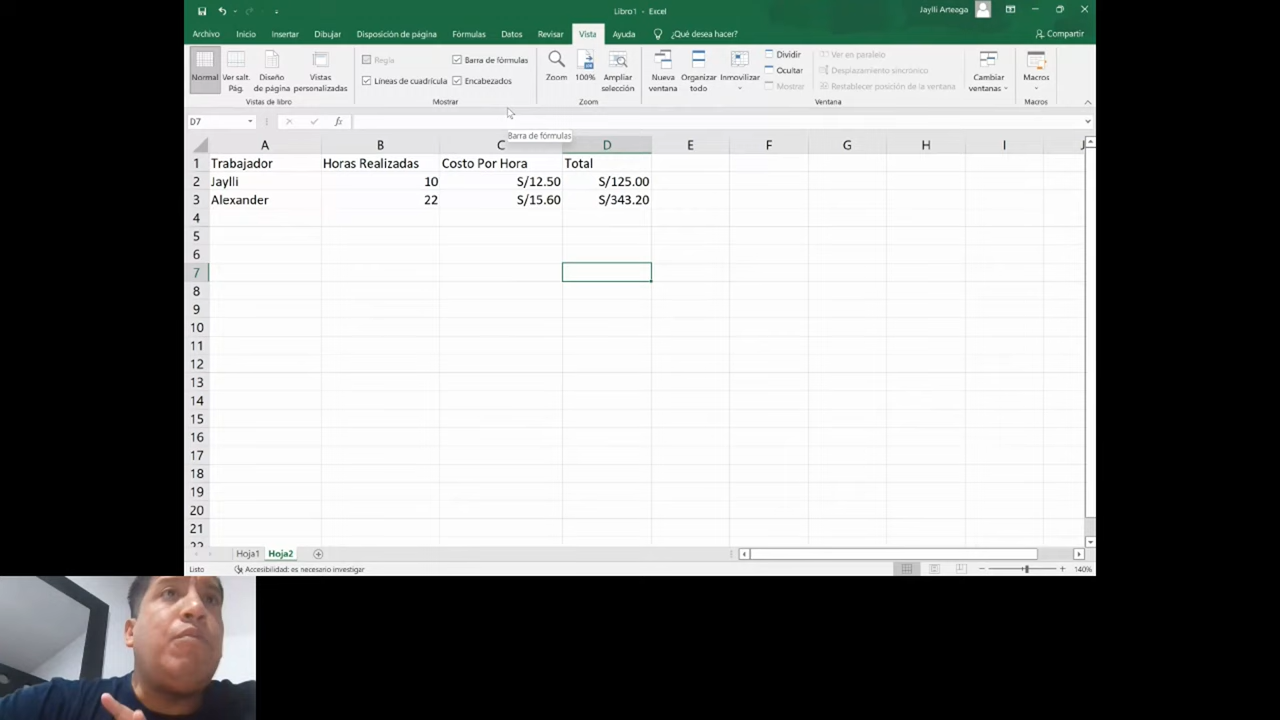 Libro1 - Excel
Jaylli Arteaga
Archivo Inicio Insertar Dibujar Disposición de página Fórmulas Datos Revisar Vista Ayuda ¿Qué desea hacer? Compartir
Normal
Ver salt. Pág.
Diseño de página
Vistas personalizadas
Vistas de libro
Regla
Barra de fórmulas
Líneas de cuadrícula
Encabezados
Mostrar
Zoom
100%
Ampliar selección
Zoom
Nueva ventana
Organizar todo
Inmovilizar
Dividir
Ocultar
Mostrar
Ver en paralelo
Desplazamiento sincrónico
Restablecer posición de la ventana
Ventana
Cambiar ventanas
Macros
Macros
D7
fx
Barra de fórmulas
A B C D E F G H I J
1 Trabajador Horas Realizadas Costo Por Hora Total
2 Jaylli 10 S/12.50 S/125.00
3 Alexander 22 S/15.60 S/343.20
4
5
6
7
8
9
10
11
12
13
14
15
16
17
18
19
20
21
22
Hoja1 Hoja2
Listo Accesibilidad: es necesario investigar 140%